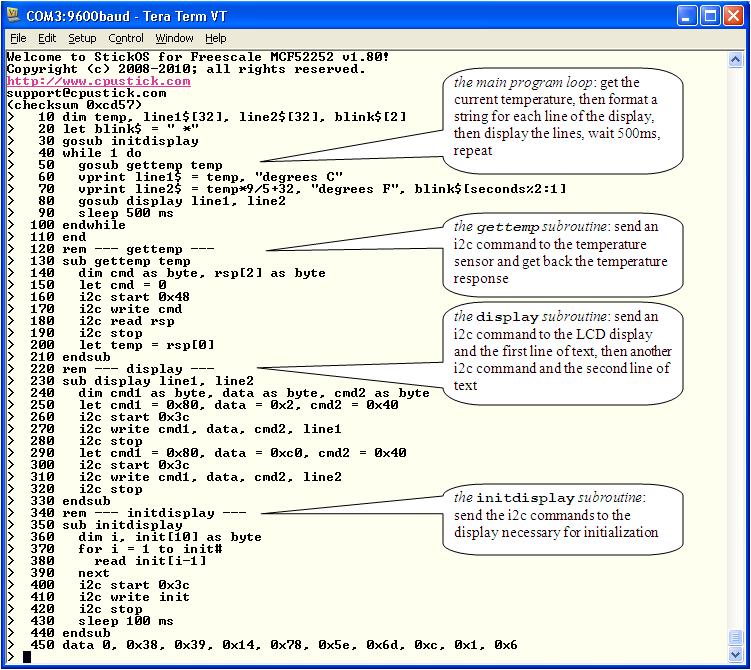 COM3:9600baud - Tera Term VT
File Edit Setup Control Window Help
Welcome to StickOS for Freescale MCF52252 v1.80!
Copyright (c) 2008-2010; all rights reserved.
http://www.cpustick.com
support@cpustick.com
(checksum 0xcd57)
> 10 dim temp, line1$[32], line2$[32], blink$[2]
> 20 let blink$ = " *"
> 30 gosub initdisplay
> 40 while 1 do
> 50 gosub gettemp temp
> 60 vprint line1$ = temp, "degrees C"
> 70 vprint line2$ = temp*9/5+32, "degrees F", blink$[seconds%2:1]
> 80 gosub display line1, line2
> 90 sleep 500 ms
> 100 endwhile
> 110 end
> 120 rem --- gettemp ---
> 130 sub gettemp temp
> 140 dim cmd as byte, rsp[2] as byte
> 150 let cmd = 0
> 160 i2c start 0x48
> 170 i2c write cmd
> 180 i2c read rsp
> 190 i2c stop
> 200 let temp = rsp[0]
> 210 endsub
> 220 rem --- display ---
> 230 sub display line1, line2
> 240 dim cmd1 as byte, data as byte, cmd2 as byte
> 250 let cmd1 = 0x80, data = 0x2, cmd2 = 0x40
> 260 i2c start 0x3c
> 270 i2c write cmd1, data, cmd2, line1
> 280 i2c stop
> 290 let cmd1 = 0x80, data = 0xc0, cmd2 = 0x40
> 300 i2c start 0x3c
> 310 i2c write cmd1, data, cmd2, line2
> 320 i2c stop
> 330 endsub
> 340 rem --- initdisplay ---
> 350 sub initdisplay
> 360 dim i, init[10] as byte
> 370 for i = 1 to init#
> 380 read init[i-1]
> 390 next
> 400 i2c start 0x3c
> 410 i2c write init
> 420 i2c stop
> 430 sleep 100 ms
> 440 endsub
> 450 data 0, 0x38, 0x39, 0x14, 0x78, 0x5e, 0x6d, 0xc, 0x1, 0x6
>
the main program loop: get the
current temperature, then format a
string for each line of the display,
then display the lines, wait 500ms,
repeat
the gettemp subroutine: send an
i2c command to the temperature
sensor and get back the temperature
response
the display subroutine: send an
i2c command to the LCD display
and the first line of text, then another
i2c command and the second line of
text
the initdisplay subroutine:
send the i2c commands to the
display necessary for initialization